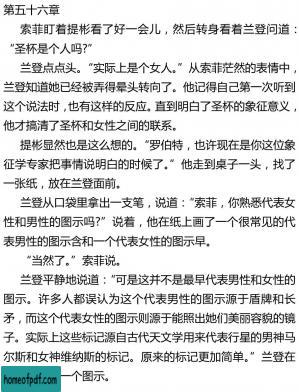 第五十六章
索菲盯着提彬看了好一会儿，然后转身看着兰登问道：
“圣杯是个人吗?”
兰登点点头。“实际上是个女人。”从索菲茫然的表情中，
兰登知道她已经被弄得晕头转向了。他记得自己第一次听到
这个说法时，也有这样的反应。直到明白了圣杯的象征意义，
他才搞清了圣杯和女性之间的联系。
提彬显然也是这么想的。“罗伯特，也许现在是你这位象
征学专家把事情说明白的时候了。”他走到桌子一头，找了
一张纸，放在兰登面前。
兰登从口袋里拿出一支笔，说道：“索菲，你熟悉代表女
性和男性的图示吗?”说着，他在纸上画了一个很常见的代
表男性的图示含和一个代表女性的图示早。
“当然了。”索菲说。
兰登平静地说道：“可是这并不是最早代表男性和女性的
图示。许多人都误认为这个代表男性的图示源于盾牌和长
矛，而这个代表女性的图示则源于能照出她们美丽容貌的镜
子。实际上这些标记源自古代天文学用来代表行星的男神马
尔斯和女神维纳斯的标记。原来的标记更加简单。”兰登在
一个图示。
homeofpdf.com